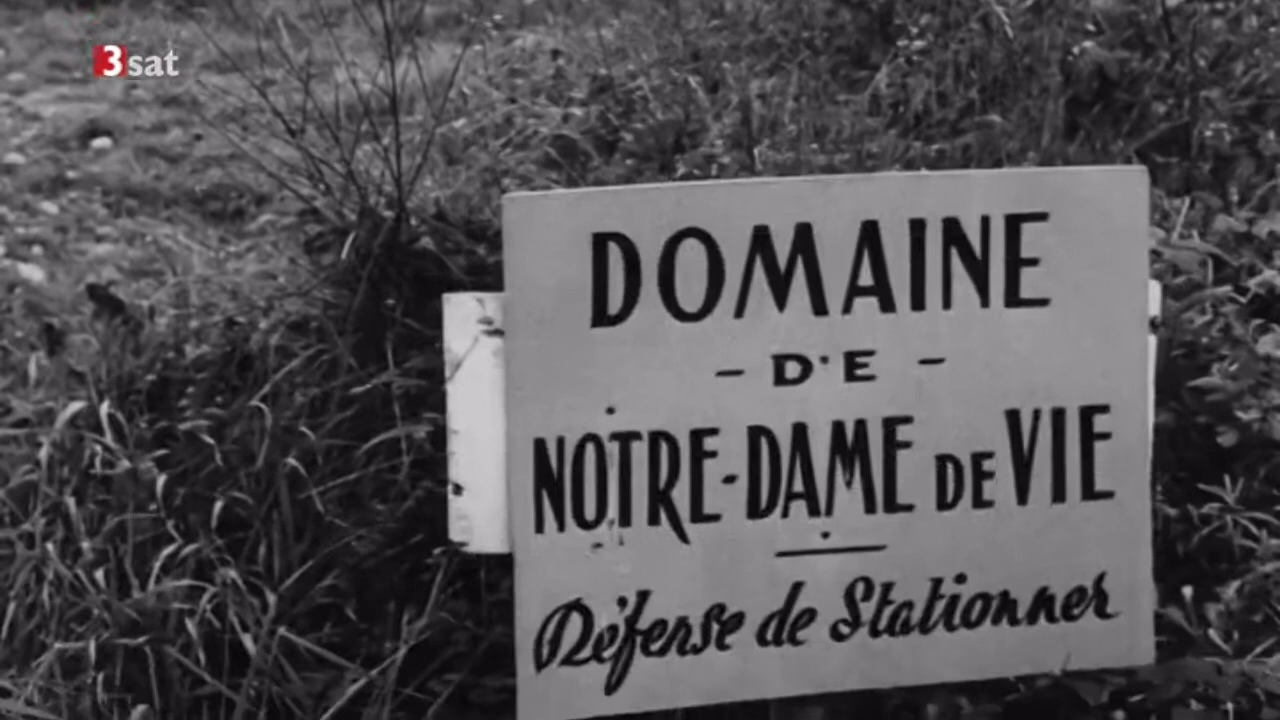 3sat
DOMAINE
- D'E -
NOTRE-DAME DE VIE
Défense de Stationner